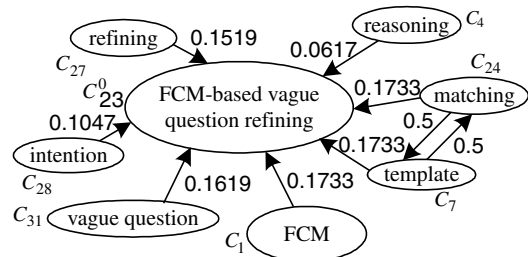 refining
0.1519
C27
reasoning
C4
0.0617
C⁰23
FCM-based vague
question refining
0.1733
C24
matching
0.1047
0.5
0.5
intention
C28
0.1733
template
C7
0.1619
0.1733
C31
vague question
C1
FCM